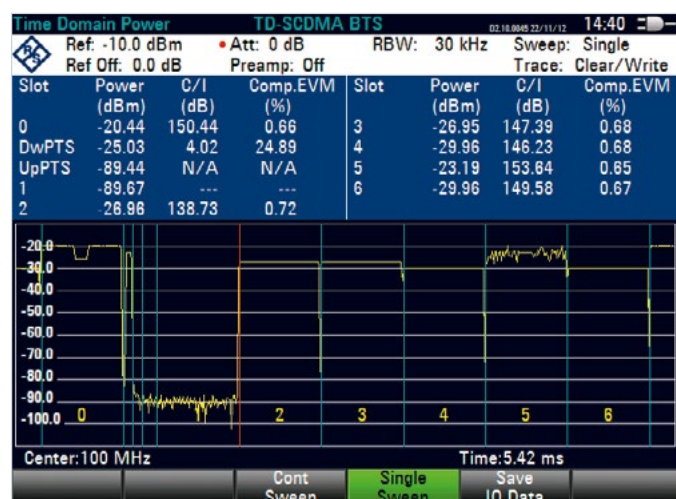 Time Domain Power TD-SCDMA BTS 02.10.0045 22/11/12 14:40
Ref: -10.0 dBm • Att: 0 dB RBW: 30 kHz Sweep: Single
Ref Off: 0.0 dB Preamp: Off Trace: Clear/Write
Slot Power C/I Comp.EVM Slot Power C/I Comp.EVM
(dBm) (dB) (%) (dBm) (dB) (%)
0 -20.44 150.44 0.66 3 -26.95 147.39 0.68
DwPTS -25.03 4.02 24.89 4 -29.96 146.23 0.68
UpPTS -89.44 N/A N/A 5 -23.19 153.64 0.65
1 -89.67 --- --- 6 -29.96 149.58 0.67
2 -26.96 138.73 0.72
-20.0
-30.0
-40.0
-50.0
-60.0
-70.0
-80.0
-90.0
-100.0 0 2 3 4 5 6
Center:100 MHz Time:5.42 ms
Cont Single Save
Sweep Sweep IQ Data